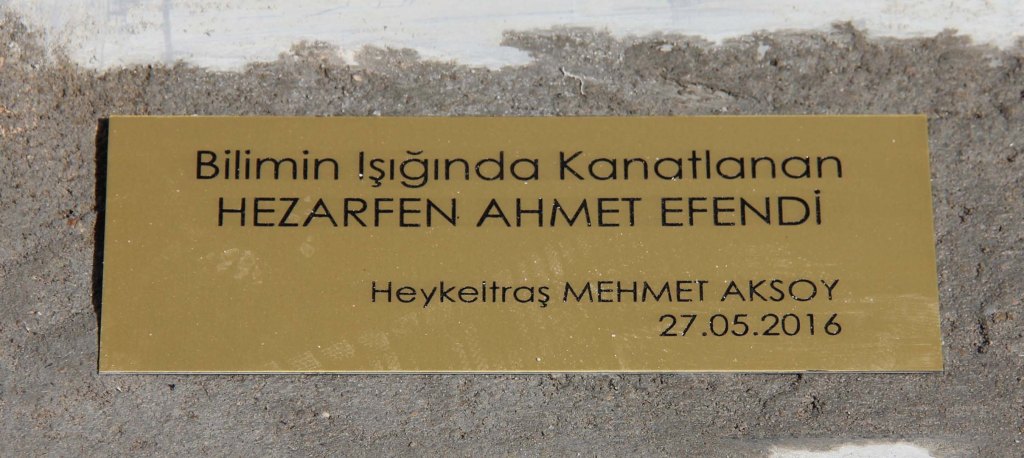 Bilimin Işığında Kanatlanan
HEZARFEN AHMET EFENDİ
Heykeltraş MEHMET AKSOY
27.05.2016